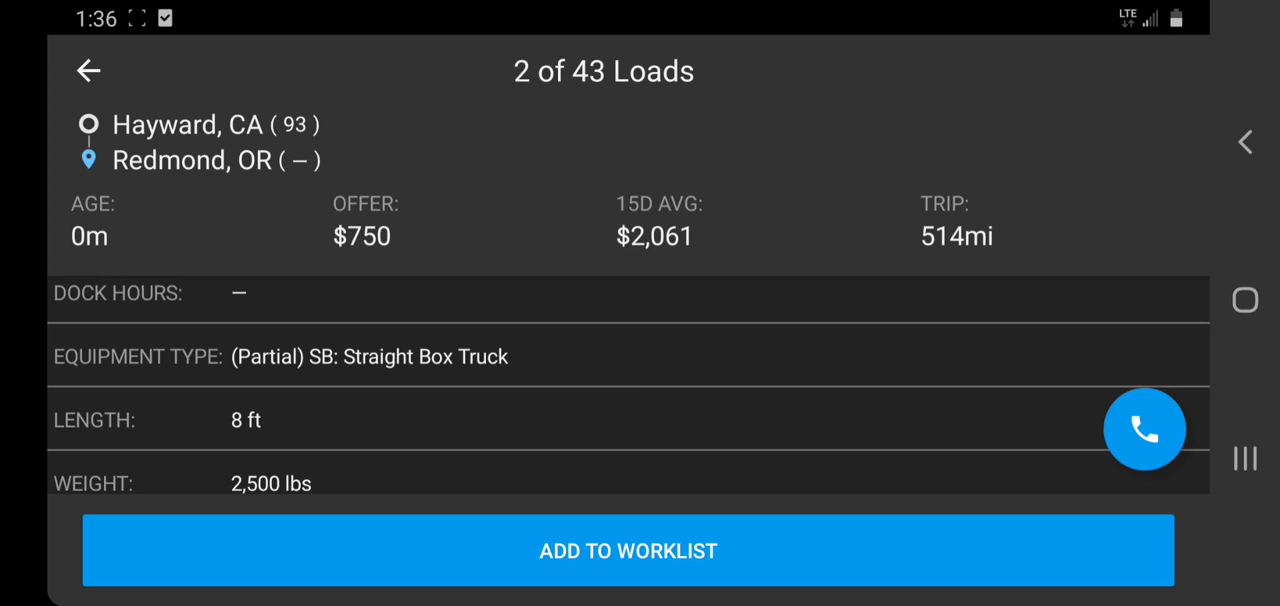 1:36 LTE
2 of 43 Loads
Hayward, CA ( 93 )
Redmond, OR ( – )
AGE: OFFER: 15D AVG: TRIP:
0m $750 $2,061 514mi
DOCK HOURS: –
EQUIPMENT TYPE: (Partial) SB: Straight Box Truck
LENGTH: 8 ft
WEIGHT: 2,500 lbs
ADD TO WORKLIST